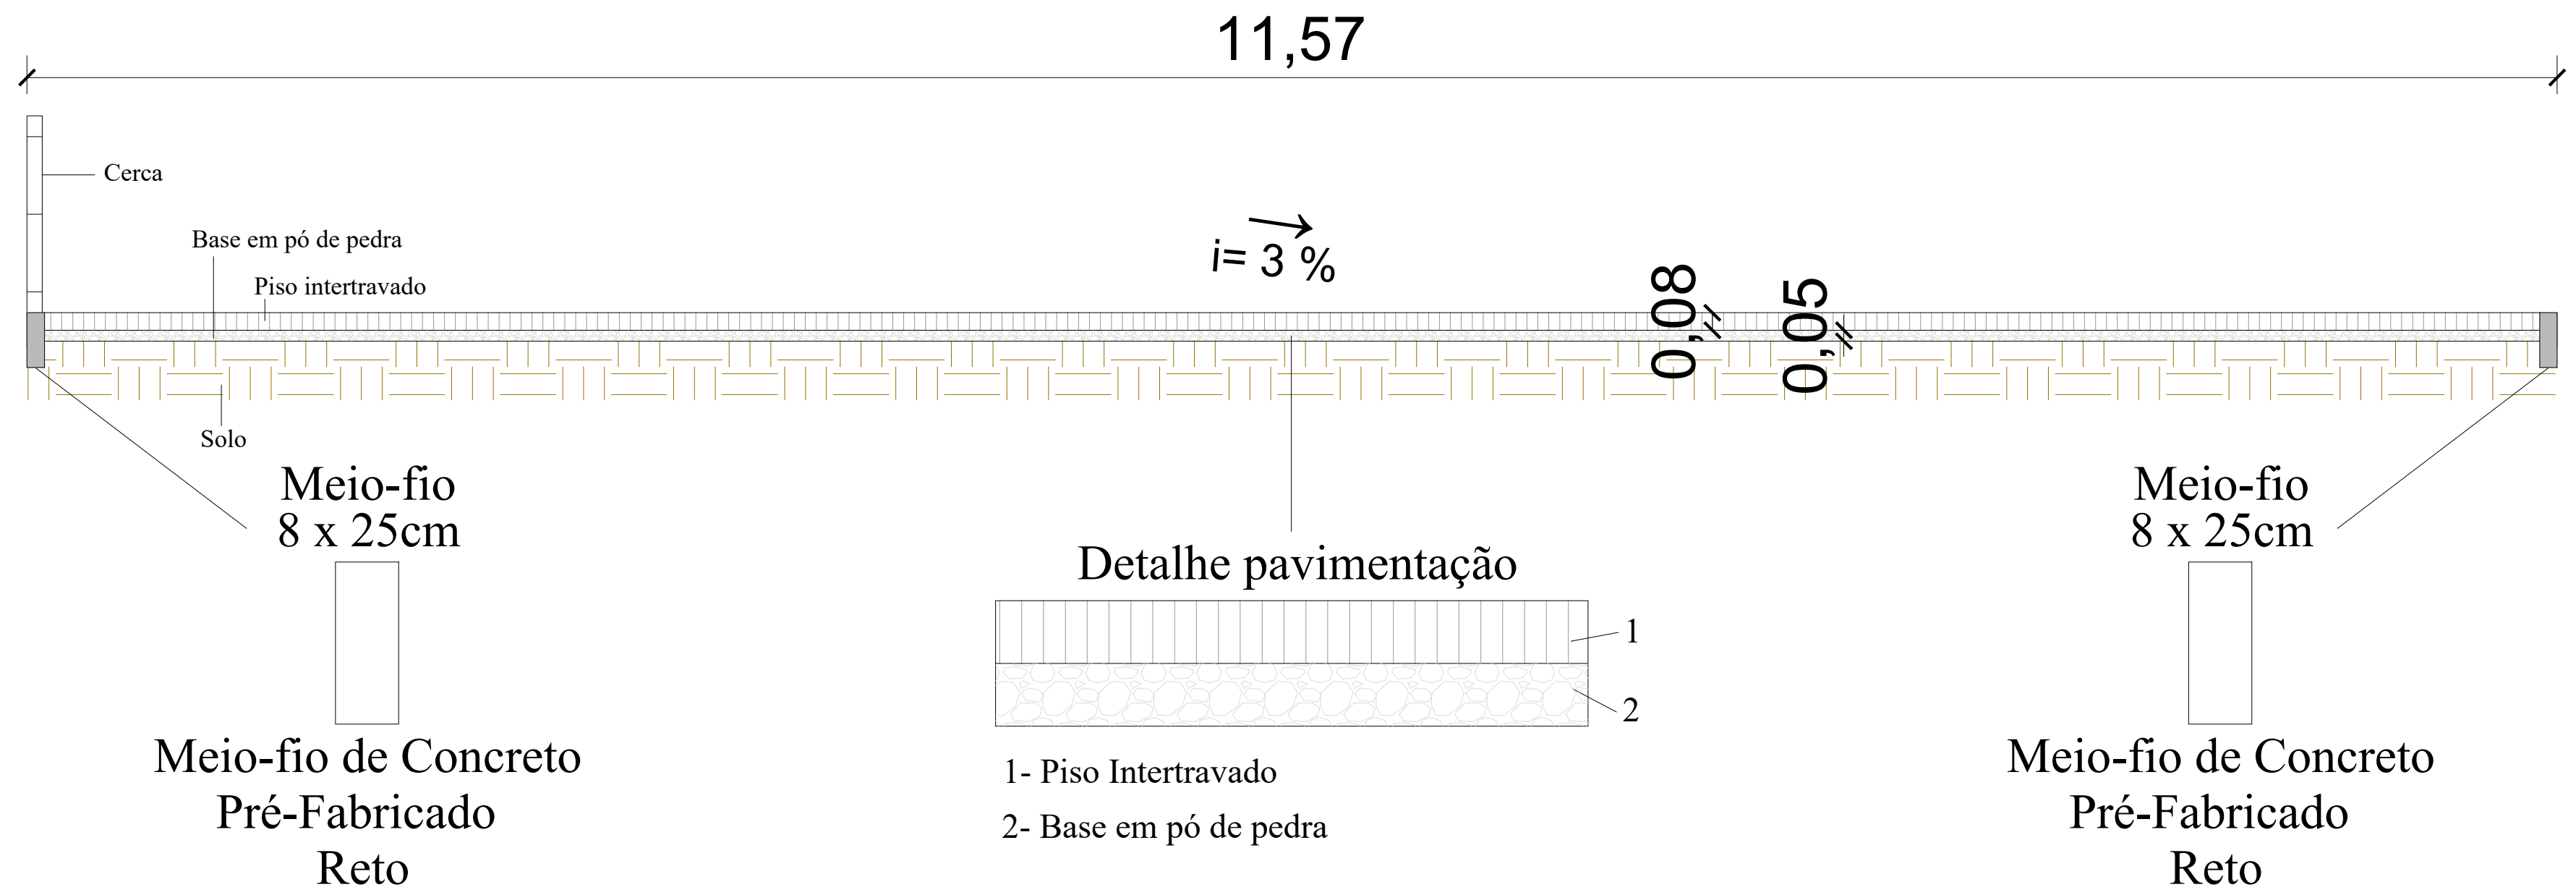 11,57
Cerca
Base em pó de pedra
i= 3 %
Piso intertravado
0,08
0,05
Solo
Meio-fio
8 x 25cm
Meio-fio de Concreto
Pré-Fabricado
Reto
Detalhe pavimentação
1
2
1- Piso Intertravado
2- Base em pó de pedra
Meio-fio
8 x 25cm
Meio-fio de Concreto
Pré-Fabricado
Reto